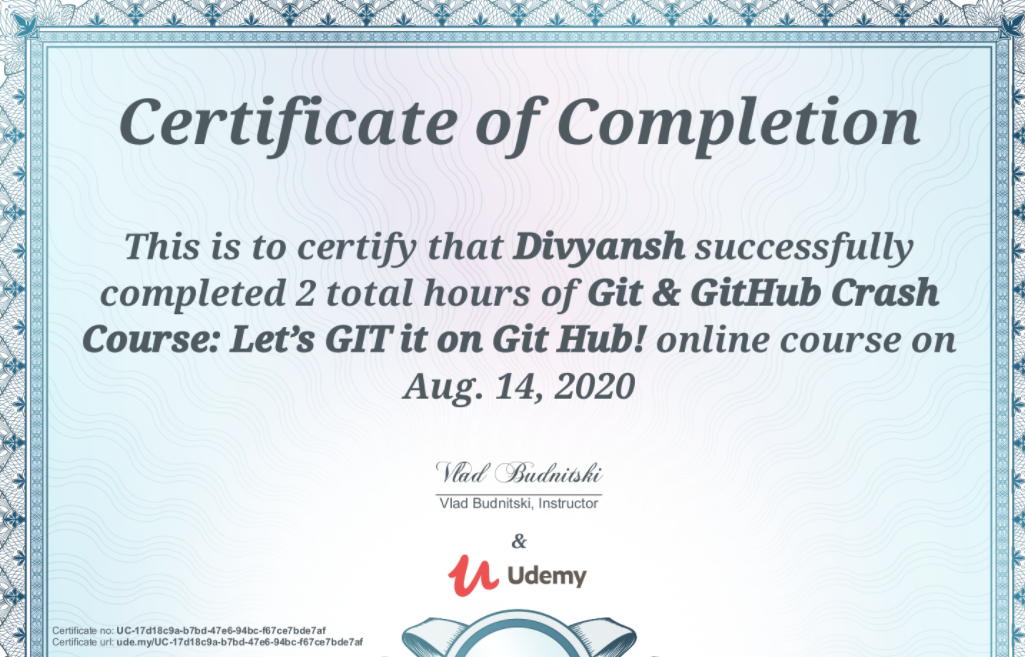 Certificate of Completion
This is to certify that Divyansh successfully
completed 2 total hours of Git & GitHub Crash
Course: Let’s GIT it on Git Hub! online course on
Aug. 14, 2020
Vlad Budnitski
Vlad Budnitski, Instructor
&
Udemy
Certificate no: UC-17d18c9a-b7bd-47e6-94bc-f67ce7bde7af
Certificate url: ude.my/UC-17d18c9a-b7bd-47e6-94bc-f67ce7bde7af